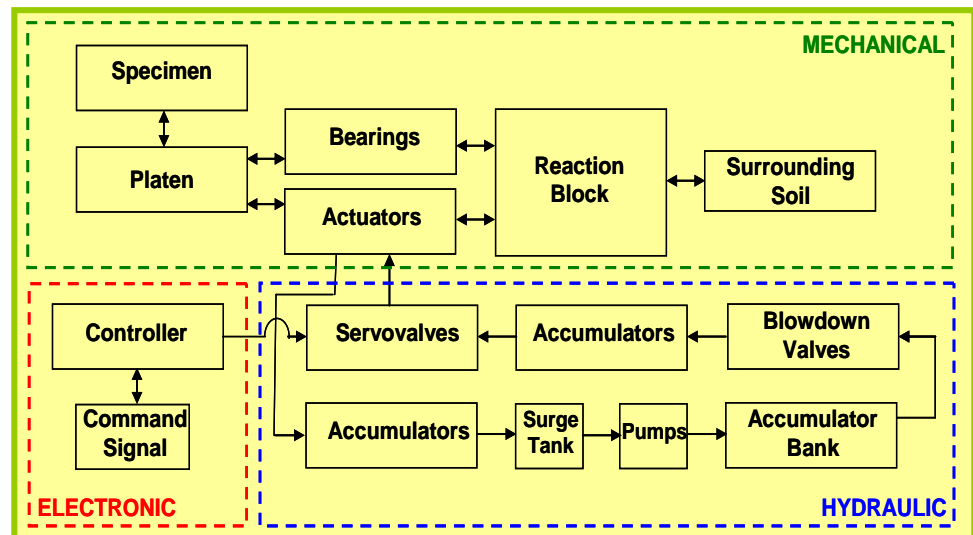 MECHANICAL
Specimen
Platen
Bearings
Actuators
Reaction
Block
Surrounding
Soil
Controller
Command
Signal
ELECTRONIC
Servovalves
Accumulators
Blowdown
Valves
Accumulators
Surge
Tank
Pumps
Accumulator
Bank
HYDRAULIC